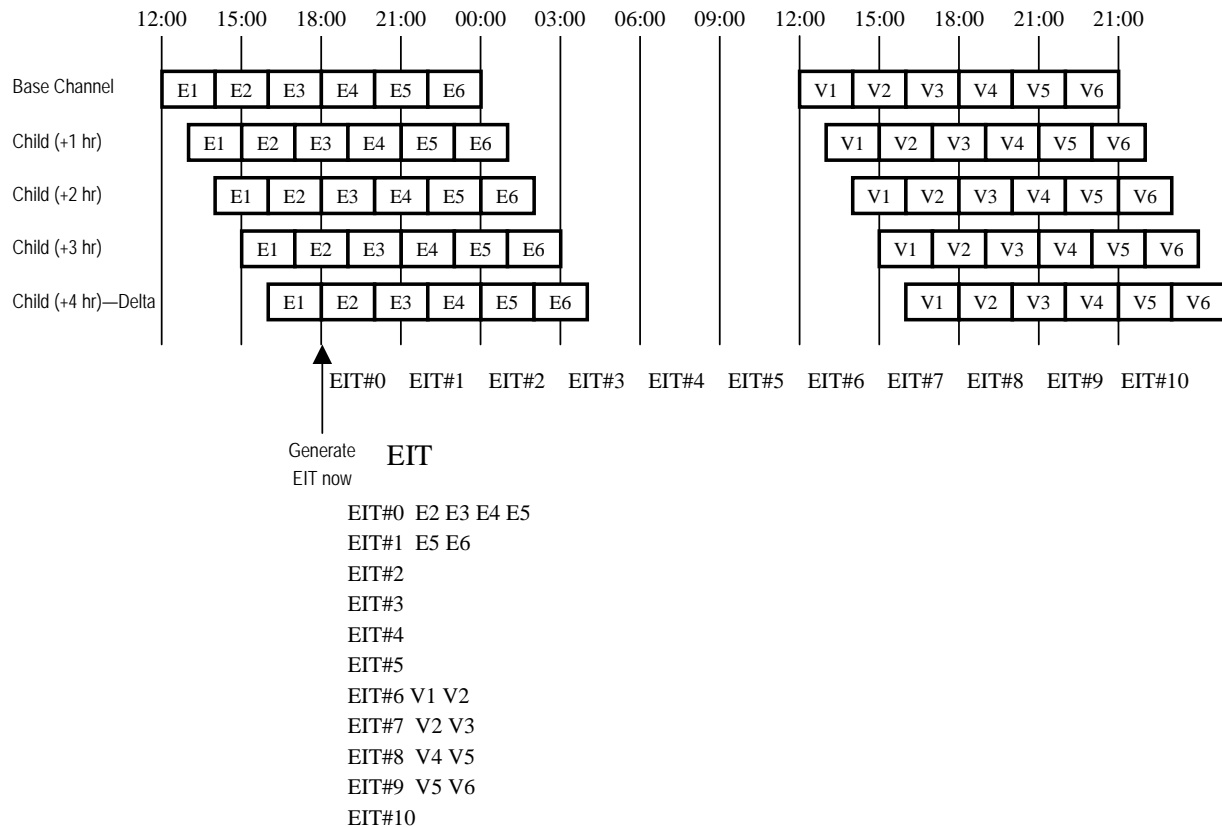 12:00 15:00 18:00 21:00 00:00 03:00 06:00 09:00 12:00 15:00 18:00 21:00 21:00
Base Channel E1 E2 E3 E4 E5 E6 V1 V2 V3 V4 V5 V6
Child (+1 hr) E1 E2 E3 E4 E5 E6 V1 V2 V3 V4 V5 V6
Child (+2 hr) E1 E2 E3 E4 E5 E6 V1 V2 V3 V4 V5 V6
Child (+3 hr) E1 E2 E3 E4 E5 E6 V1 V2 V3 V4 V5 V6
Child (+4 hr)—Delta E1 E2 E3 E4 E5 E6 V1 V2 V3 V4 V5 V6
EIT#0 EIT#1 EIT#2 EIT#3 EIT#4 EIT#5 EIT#6 EIT#7 EIT#8 EIT#9 EIT#10
Generate
EIT now
EIT
EIT#0 E2 E3 E4 E5
EIT#1 E5 E6
EIT#2
EIT#3
EIT#4
EIT#5
EIT#6 V1 V2
EIT#7 V2 V3
EIT#8 V4 V5
EIT#9 V5 V6
EIT#10